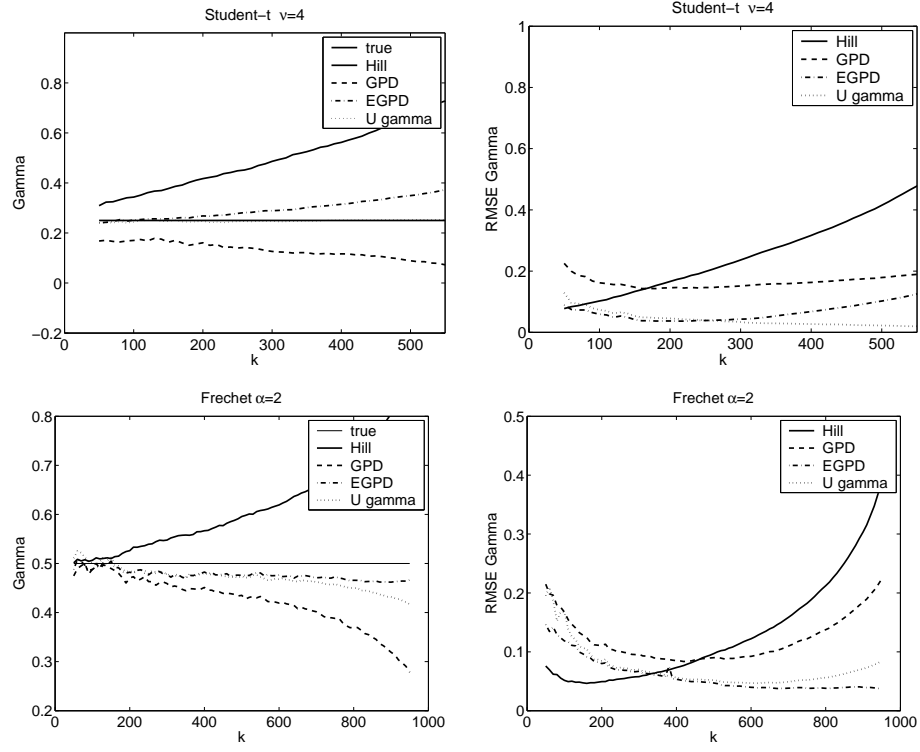 Student-t ν=4
true
Hill
GPD
EGPD
U gamma
Gamma
0.8
0.6
0.4
0.2
0
−0.2
0
100
200
300
400
500
k
Student-t ν=4
Hill
GPD
EGPD
U gamma
RMSE Gamma
1
0.8
0.6
0.4
0.2
0
0
100
200
300
400
500
k
Frechet α=2
true
Hill
GPD
EGPD
U gamma
Gamma
0.8
0.7
0.6
0.5
0.4
0.3
0.2
0
200
400
600
800
1000
k
Frechet α=2
Hill
GPD
EGPD
U gamma
RMSE Gamma
0.5
0.4
0.3
0.2
0.1
0
0
200
400
600
800
1000
k